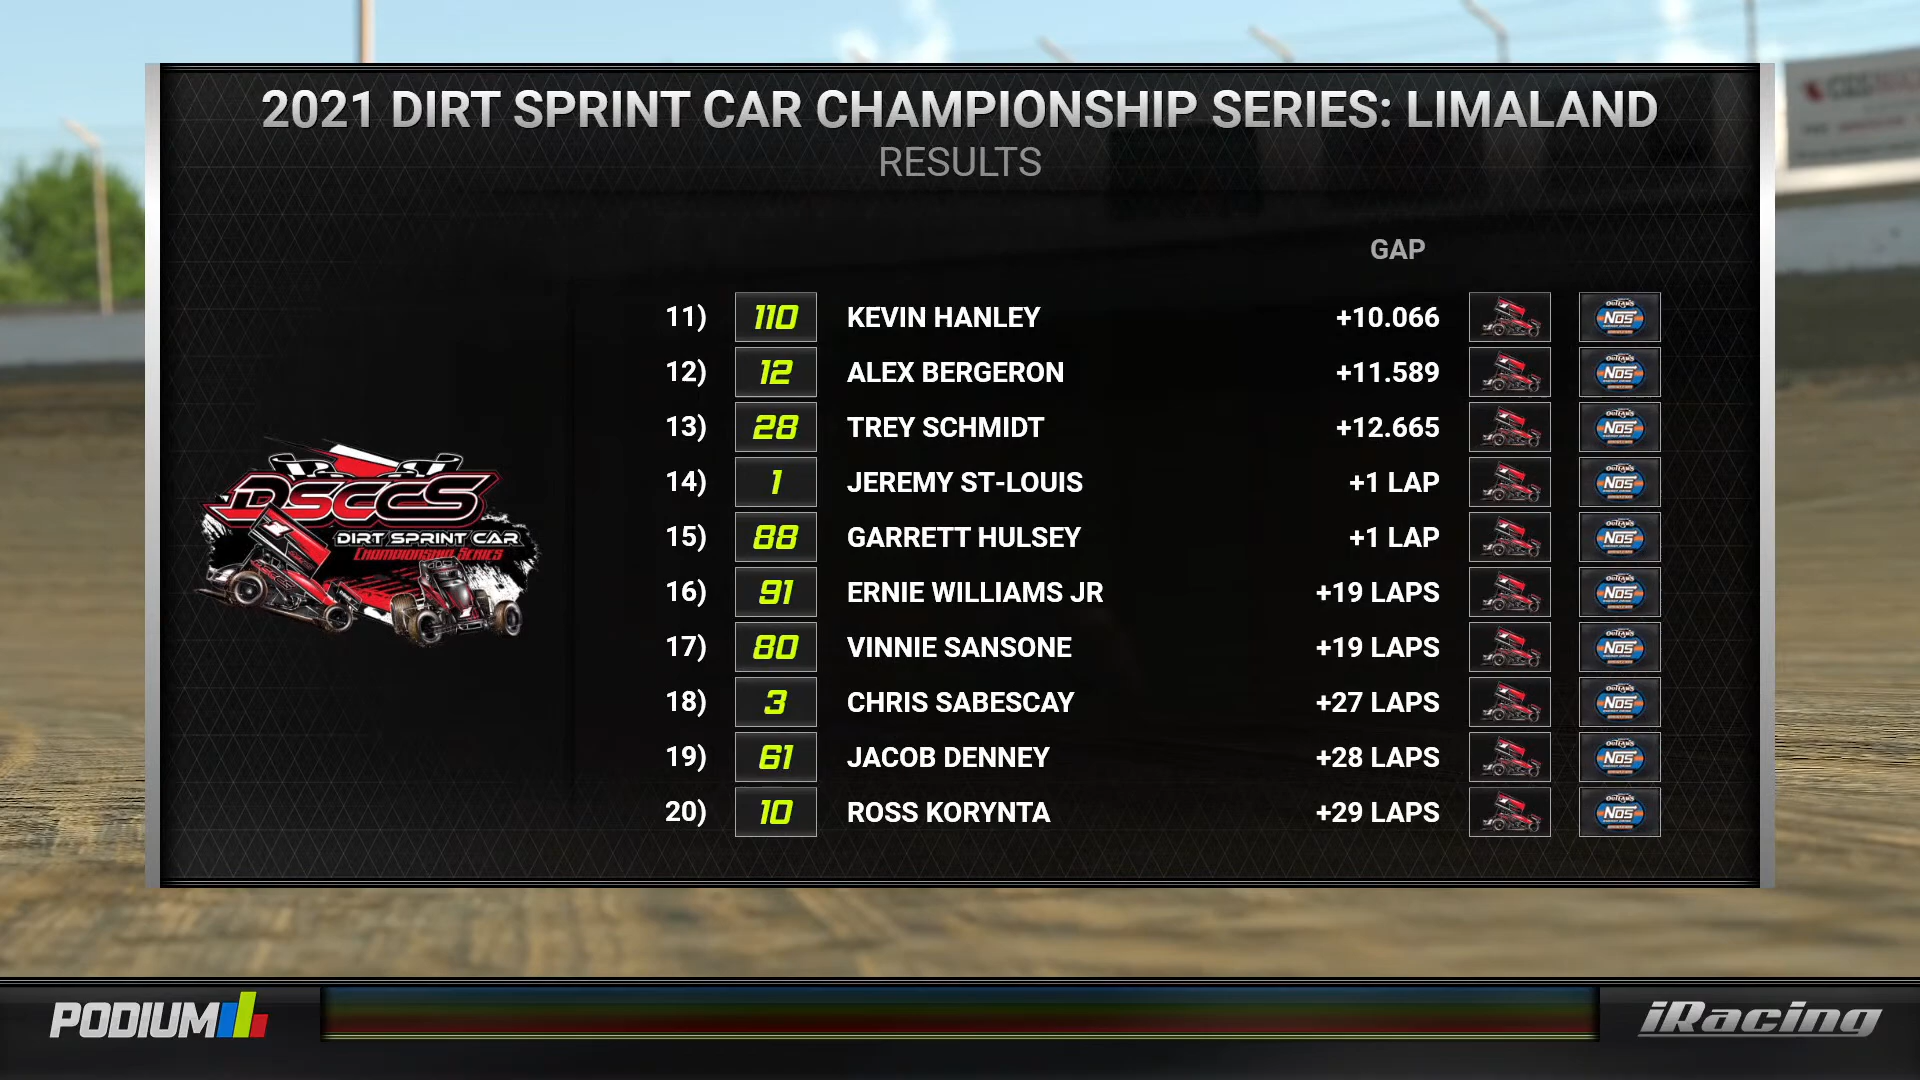 2021 DIRT SPRINT CAR CHAMPIONSHIP SERIES: LIMALAND
RESULTS
GAP
11) 110 KEVIN HANLEY +10.066
12) 12 ALEX BERGERON +11.589
13) 28 TREY SCHMIDT +12.665
14) 1 JEREMY ST-LOUIS +1 LAP
15) 88 GARRETT HULSEY +1 LAP
16) 91 ERNIE WILLIAMS JR +19 LAPS
17) 80 VINNIE SANSONE +19 LAPS
18) 3 CHRIS SABESCAY +27 LAPS
19) 61 JACOB DENNEY +28 LAPS
20) 10 ROSS KORYNTA +29 LAPS
DSCCS
DIRT SPRINT CAR
CHAMPIONSHIP SERIES
PODIUM
iRacing